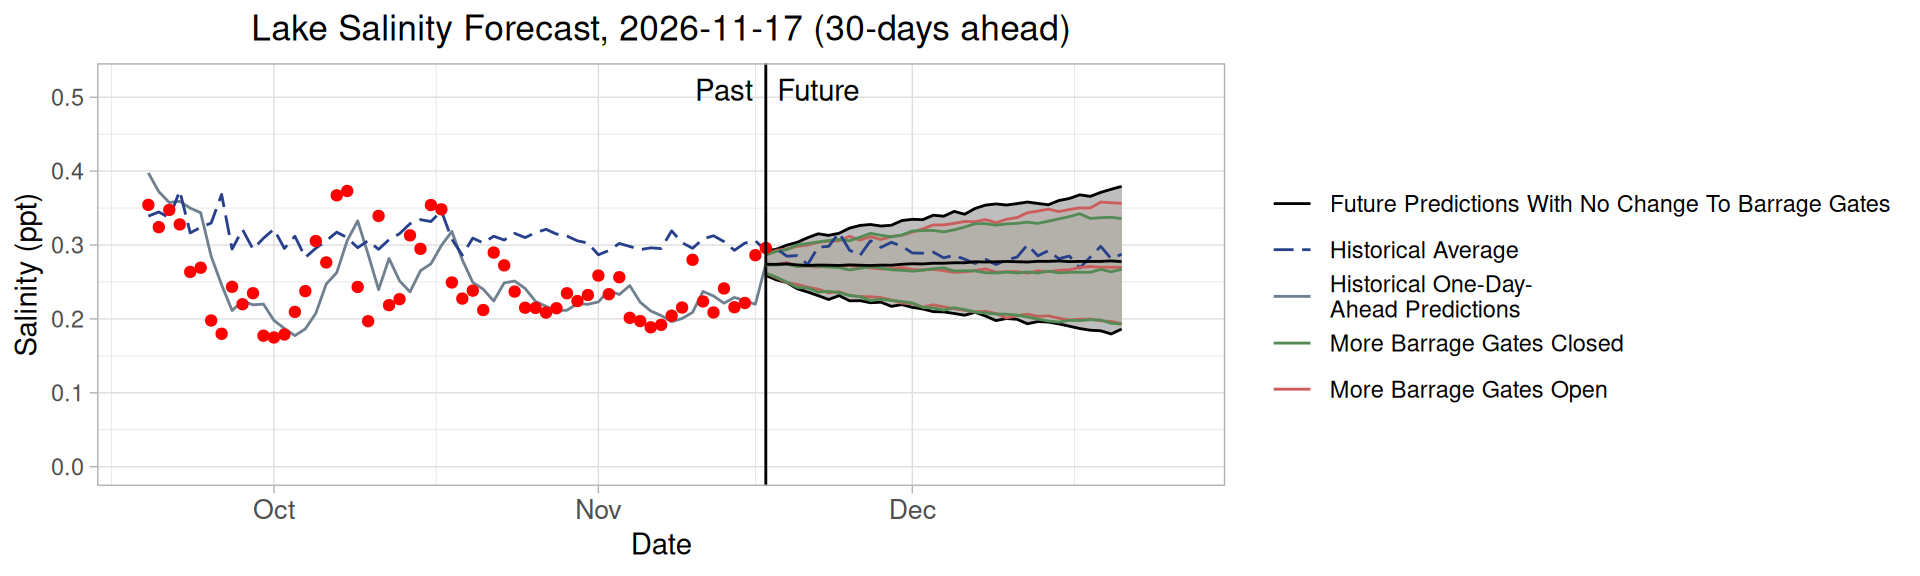 Lake Salinity Forecast, 2026-11-17 (30-days ahead)
Past
Future
0.5
0.4
0.3
0.2
0.1
0.0
Salinity (ppt)
Oct
Nov
Dec
Date
Future Predictions With No Change To Barrage Gates
Historical Average
Historical One-Day-
Ahead Predictions
More Barrage Gates Closed
More Barrage Gates Open